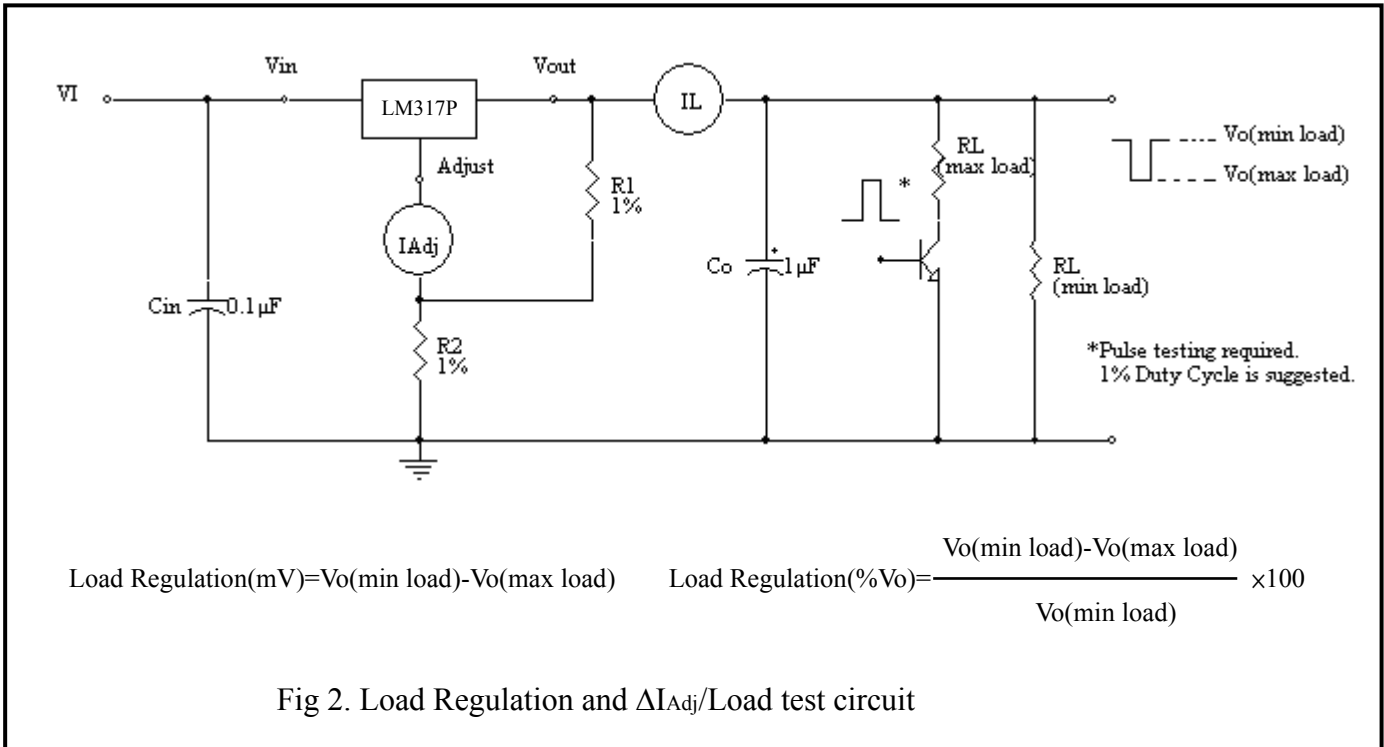 Vin
Vout
VI
LM317P
IL
Adjust
R1
1%
RL
(max load)
Vo(min load)
Vo(max load)
*
IAdj
Co
1μF
RL
(min load)
Cin
0.1μF
R2
1%
*Pulse testing required.
1% Duty Cycle is suggested.
Load Regulation(mV)=Vo(min load)-Vo(max load)
Load Regulation(%Vo)=
Vo(min load)-Vo(max load)
Vo(min load)
×100
Fig 2. Load Regulation and ΔIAdj/Load test circuit